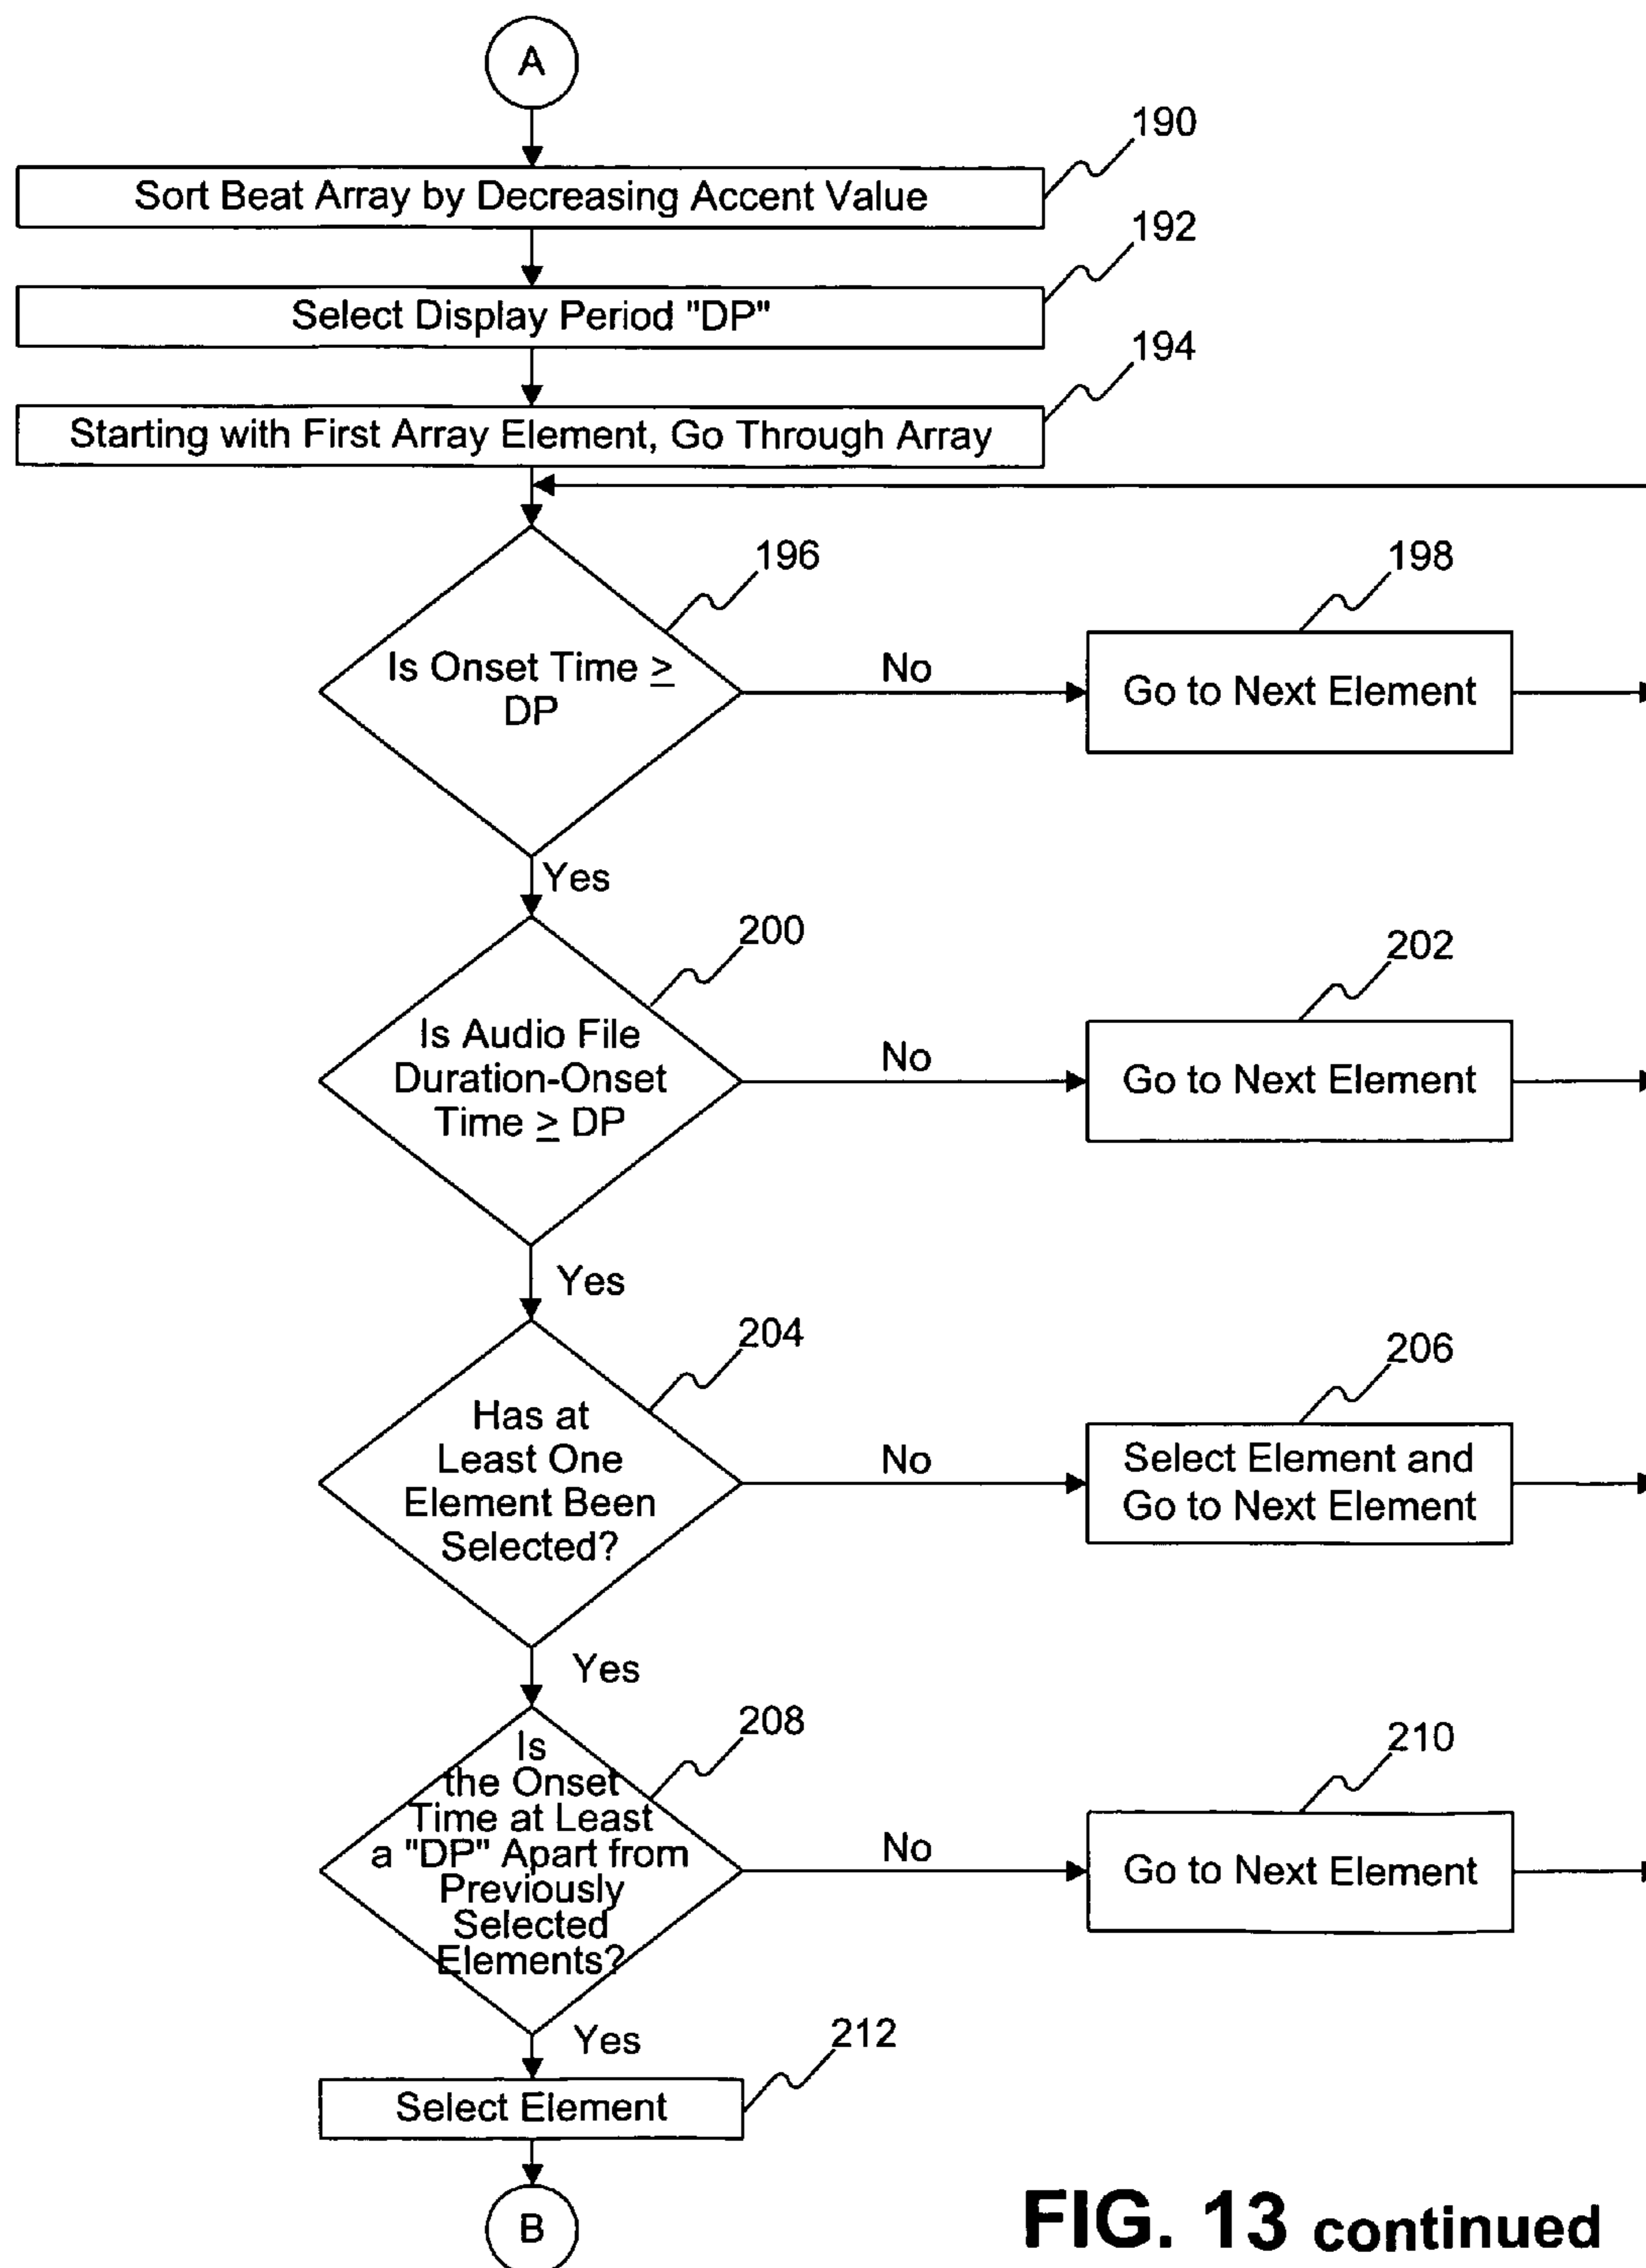 A
190
Sort Beat Array by Decreasing Accent Value
192
Select Display Period "DP"
194
Starting with First Array Element, Go Through Array
196
Is Onset Time ≥
DP
No
198
Go to Next Element
Yes
200
Is Audio File
Duration-Onset
Time ≥ DP
No
202
Go to Next Element
Yes
204
Has at
Least One
Element Been
Selected?
No
206
Select Element and
Go to Next Element
Yes
208
Is
the Onset
Time at Least
a "DP" Apart from
Previously
Selected
Elements?
No
210
Go to Next Element
Yes
212
Select Element
B
FIG. 13 continued